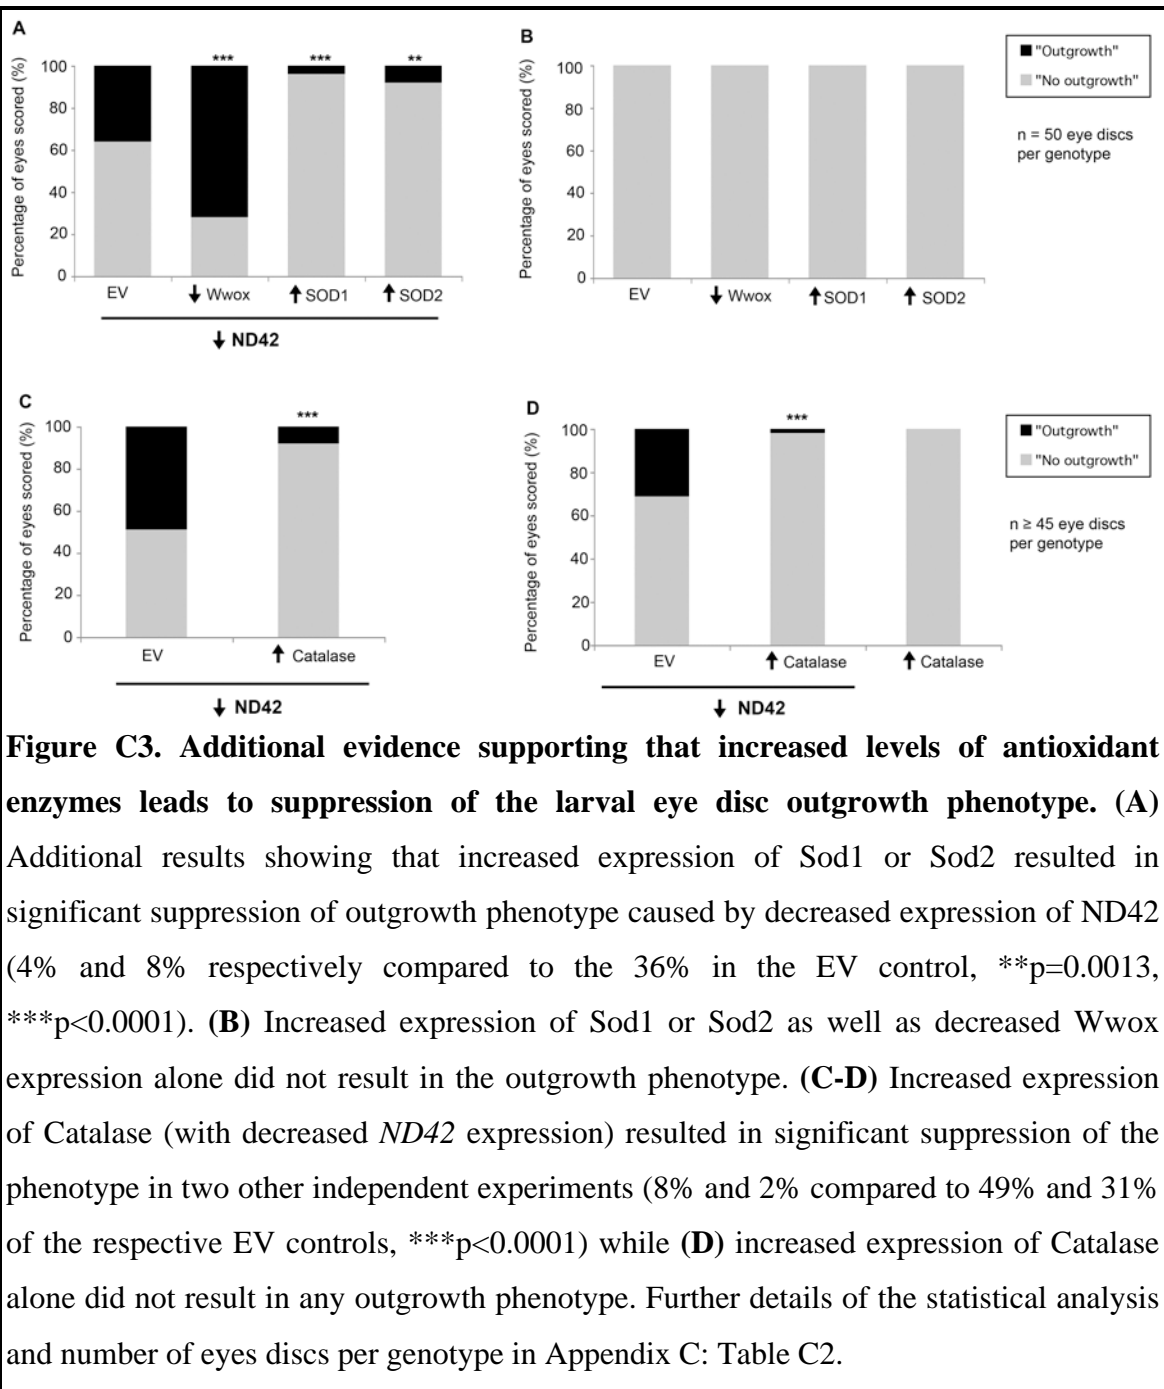 A
Percentage of eyes scored (%)
*** *** **
100
80
60
40
20
0
EV ↓ Wwox ↑ SOD1 ↑ SOD2
↓ ND42
B
Percentage of eyes scored (%)
100
80
60
40
20
0
EV ↓ Wwox ↑ SOD1 ↑ SOD2
"Outgrowth"
"No outgrowth"
n = 50 eye discs
per genotype
C
Percentage of eyes scored (%)
***
100
80
60
40
20
0
EV ↑ Catalase
↓ ND42
D
Percentage of eyes scored (%)
***
100
80
60
40
20
0
EV ↑ Catalase ↑ Catalase
↓ ND42
"Outgrowth"
"No outgrowth"
n ≥ 45 eye discs
per genotype
Figure C3. Additional evidence supporting that increased levels of antioxidant
enzymes leads to suppression of the larval eye disc outgrowth phenotype. (A)
Additional results showing that increased expression of Sod1 or Sod2 resulted in
significant suppression of outgrowth phenotype caused by decreased expression of ND42
(4% and 8% respectively compared to the 36% in the EV control, **p=0.0013,
***p<0.0001). (B) Increased expression of Sod1 or Sod2 as well as decreased Wwox
expression alone did not result in the outgrowth phenotype. (C-D) Increased expression
of Catalase (with decreased ND42 expression) resulted in significant suppression of the
phenotype in two other independent experiments (8% and 2% compared to 49% and 31%
of the respective EV controls, ***p<0.0001) while (D) increased expression of Catalase
alone did not result in any outgrowth phenotype. Further details of the statistical analysis
and number of eyes discs per genotype in Appendix C: Table C2.